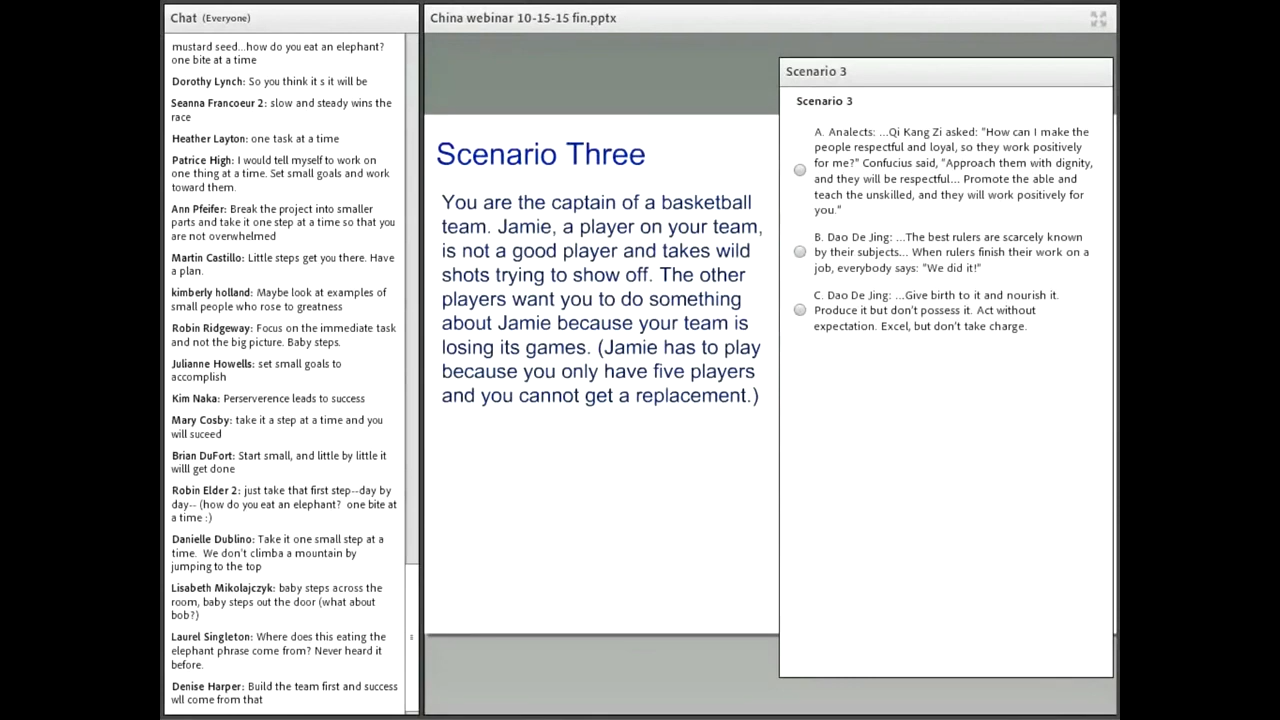 Chat (Everyone)
mustard seed...how do you eat an elephant?
one bite at a time
Dorothy Lynch: So you think it s it will be
Seanna Francoeur 2: slow and steady wins the
race
Heather Layton: one task at a time
Patrice High: I would tell myself to work on
one thing at a time. Set small goals and work
toward them.
Ann Pfeifer: Break the project into smaller
parts and take it one step at a time so that you
are not overwhelmed
Martin Castillo: Little steps get you there. Have
a plan.
kimberly holland: Maybe look at examples of
small people who rose to greatness
Robin Ridgeway: Focus on the immediate task
and not the big picture. Baby steps.
Julianne Howells: set small goals to
accomplish
Kim Naka: Perserverence leads to success
Mary Cosby: take it a step at a time and you
will suceed
Brian DuFort: Start small, and little by little it
willl get done
Robin Elder 2: just take that first step--day by
day-- (how do you eat an elephant?  one bite at
a time :)
Danielle Dublino: Take it one small step at a
time.  We don't climba a mountain by
jumping to the top
Lisabeth Mikolajczyk: baby steps across the
room, baby steps out the door (what about
bob?)
Laurel Singleton: Where does this eating the
elephant phrase come from? Never heard it
before.
Denise Harper: Build the team first and success
wll come from that
China webinar 10-15-15 fin.pptx
Scenario Three
You are the captain of a basketball
team. Jamie, a player on your team,
is not a good player and takes wild
shots trying to show off. The other
players want you to do something
about Jamie because your team is
losing its games. (Jamie has to play
because you only have five players
and you cannot get a replacement.)
Scenario 3
Scenario 3
A. Analects: ...Qi Kang Zi asked: "How can I make the
people respectful and loyal, so they work positively
for me?" Confucius said, "Approach them with dignity,
and they will be respectful... Promote the able and
teach the unskilled, and they will work positively for
you."
B. Dao De Jing: ...The best rulers are scarcely known
by their subjects... When rulers finish their work on a
job, everybody says: "We did it!"
C. Dao De Jing: ...Give birth to it and nourish it.
Produce it but don't possess it. Act without
expectation. Excel, but don't take charge.